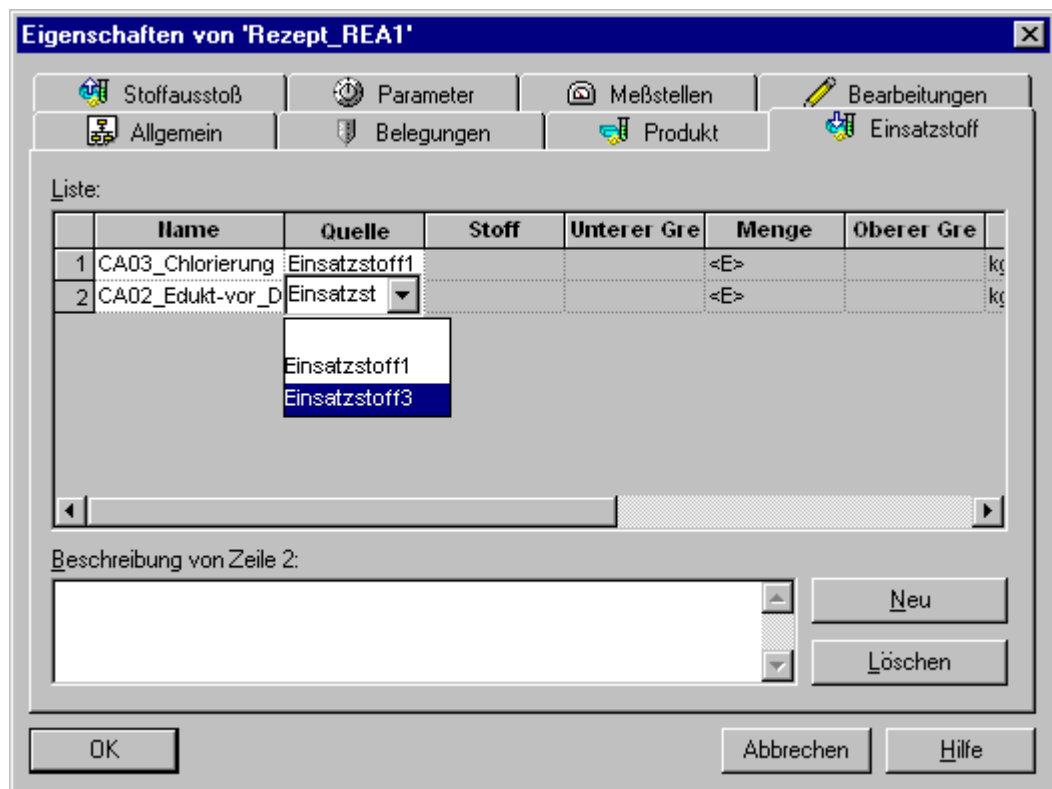 Eigenschaften von 'Rezept_REA1'
Stoffausstoß Parameter Meßstellen Bearbeitungen
Allgemein Belegungen Produkt Einsatzstoff
Liste:
Name Quelle Stoff Unterer Gre Menge Oberer Gre
1 CA03_Chlorierung Einsatzstoff1 <E> kg
2 CA02_Edukt-vor_D Einsatzst <E> kg
Einsatzstoff1
Einsatzstoff3
Beschreibung von Zeile 2:
Neu
Löschen
OK Abbrechen Hilfe